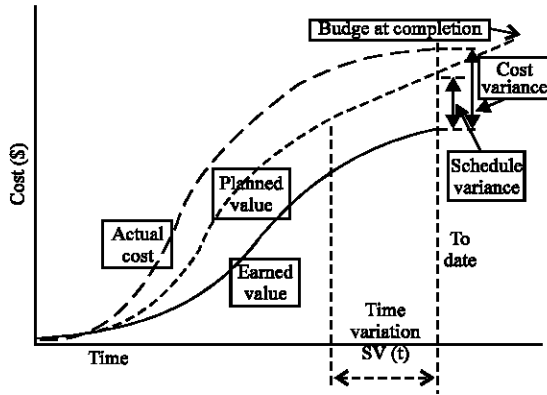 Budge at completion
Cost
variance
Cost ($)
Planned
value
Schedule
variance
Actual
cost
To
date
Earned
value
Time
variation
SV (t)
Time